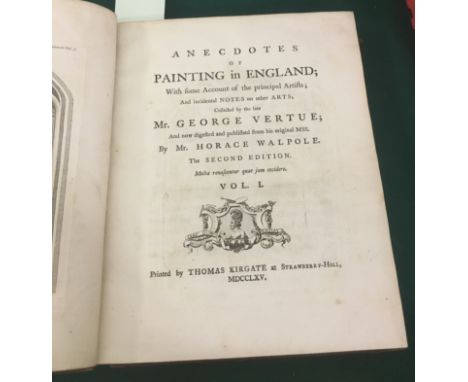 ANECDOTES
OF
PAINTING in ENGLAND;
With some Account of the principal Artists;
And incidental NOTES on other ARTS;
Collected by the late
Mr. GEORGE VERTUE;
And now digested and published from his original MSS.
By Mr. HORACE WALPOLE.
The SECOND EDITION.
Multa renascentur quæ jam cecidere.
VOL. I.
Printed by THOMAS KIRGATE at STRAWBERRY-HILL,
MDCCLXV.